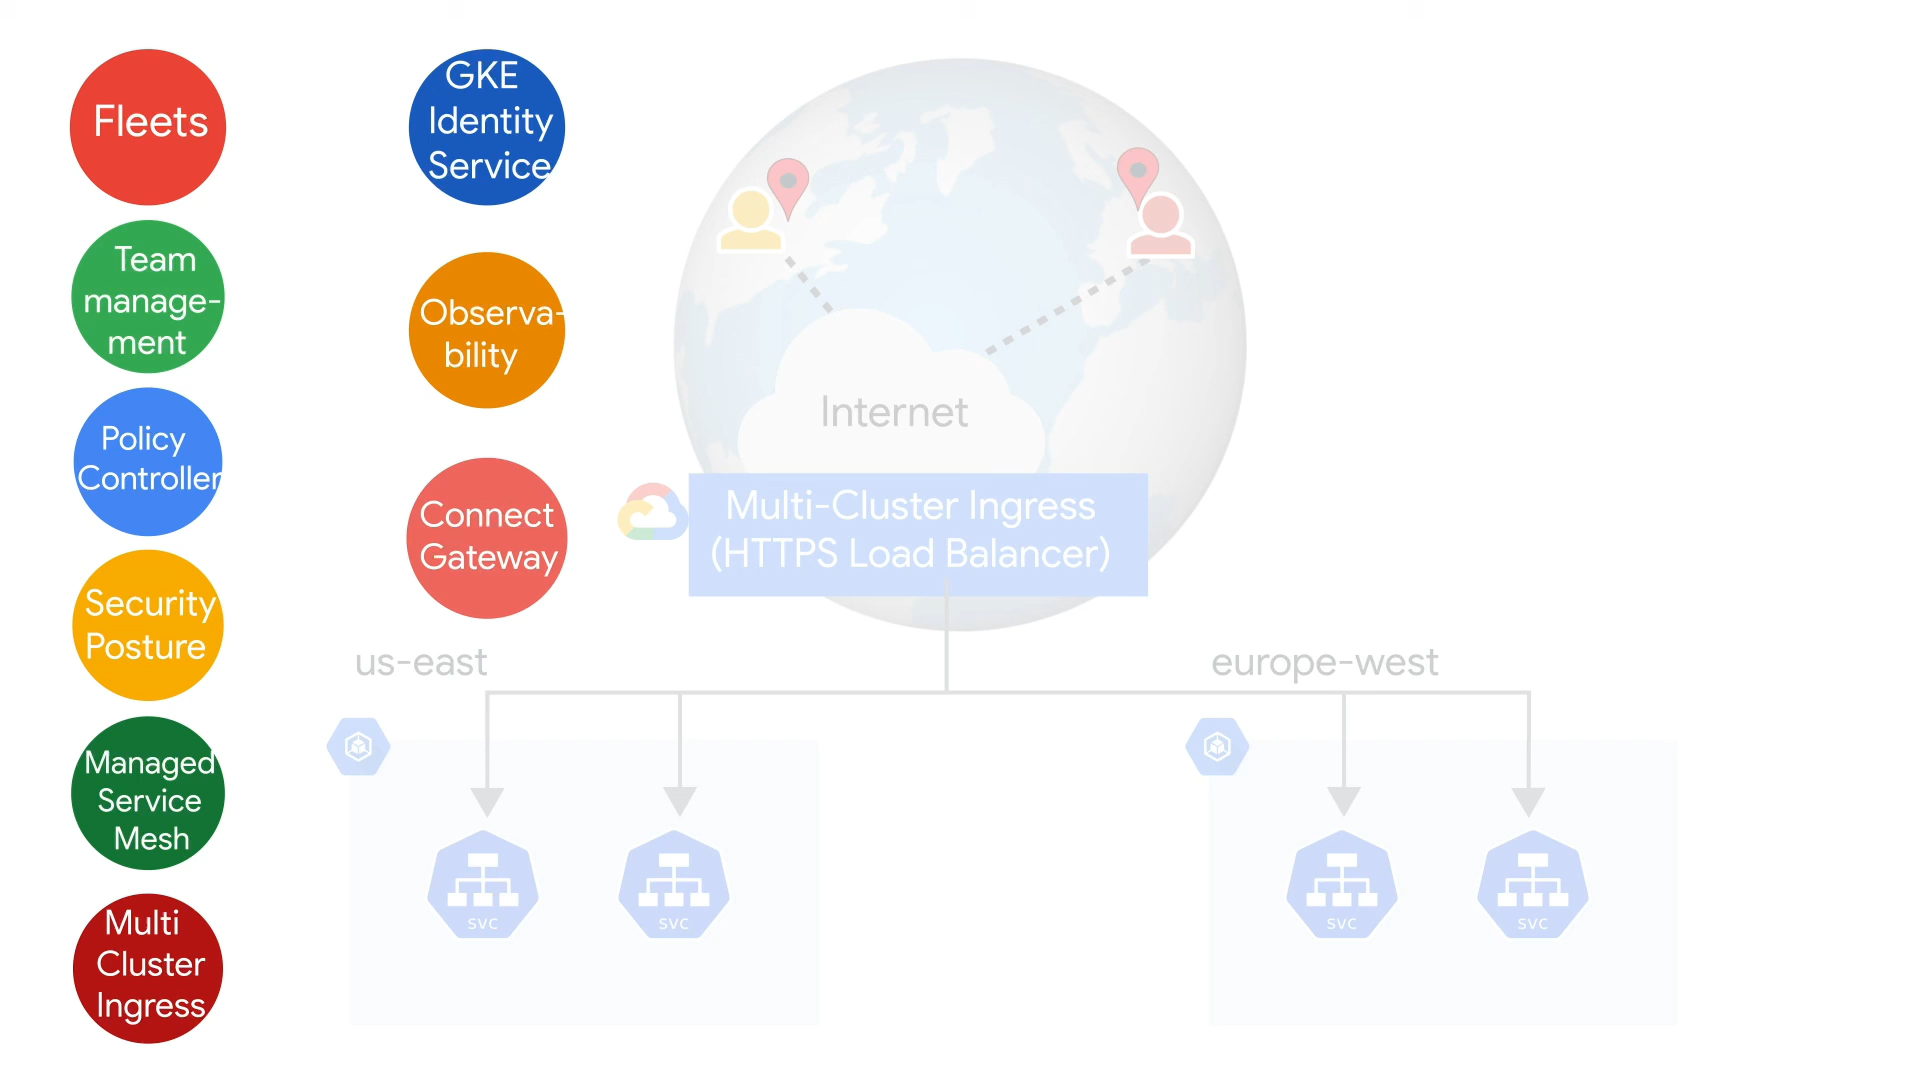 Fleets
Team
manage-
ment
Policy
Controller
Security
Posture
Managed
Service
Mesh
Multi
Cluster
Ingress
GKE
Identity
Service
Observa-
bility
Connect
Gateway
Internet
Multi-Cluster Ingress
(HTTPS Load Balancer)
us-east
europe-west
SVC
SVC
SVC
SVC